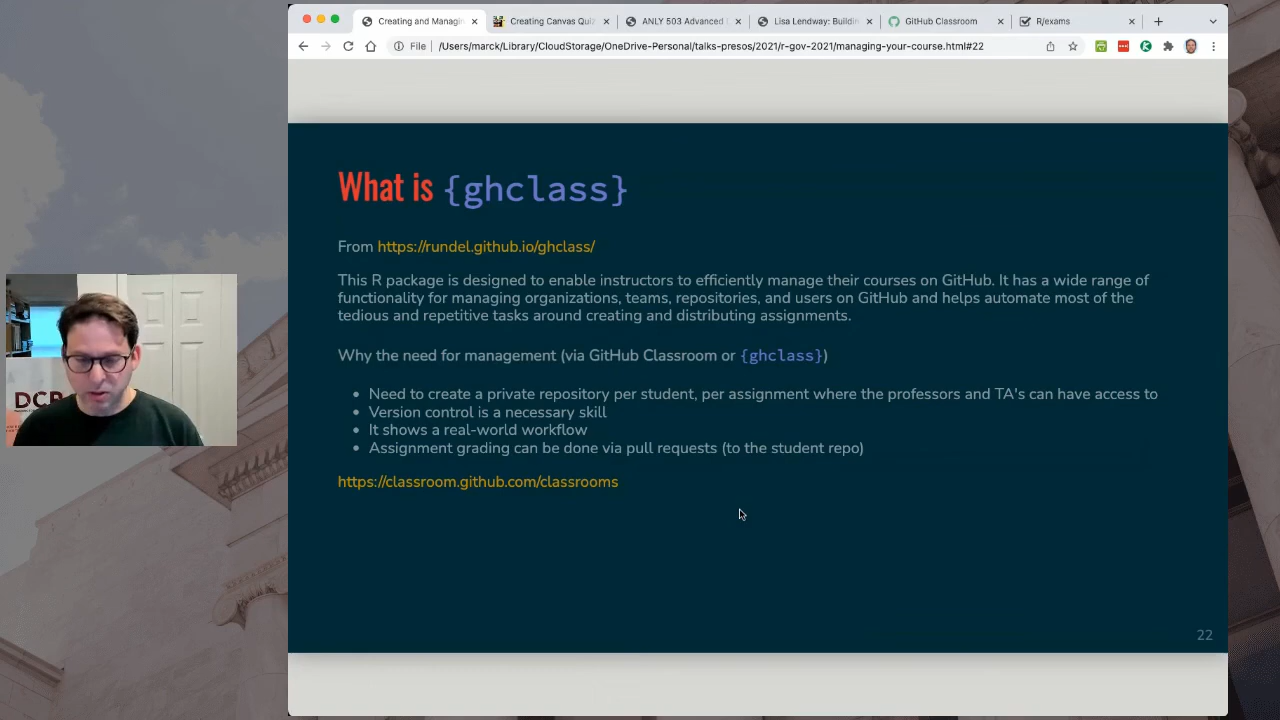 Creating and Managin
Creating Canvas Quiz
ANLY 503 Advanced
Lisa Lendway: Buildin
GitHub Classroom
R/exams
File
/Users/marck/Library/CloudStorage/OneDrive-Personal/talks-presos/2021/r-gov-2021/managing-your-course.html#22
What is {ghclass}
From https://rundel.github.io/ghclass/
This R package is designed to enable instructors to efficiently manage their courses on GitHub. It has a wide range of
functionality for managing organizations, teams, repositories, and users on GitHub and helps automate most of the
tedious and repetitive tasks around creating and distributing assignments.
Why the need for management (via GitHub Classroom or {ghclass})
• Need to create a private repository per student, per assignment where the professors and TA's can have access to
• Version control is a necessary skill
• It shows a real-world workflow
• Assignment grading can be done via pull requests (to the student repo)
https://classroom.github.com/classrooms
22